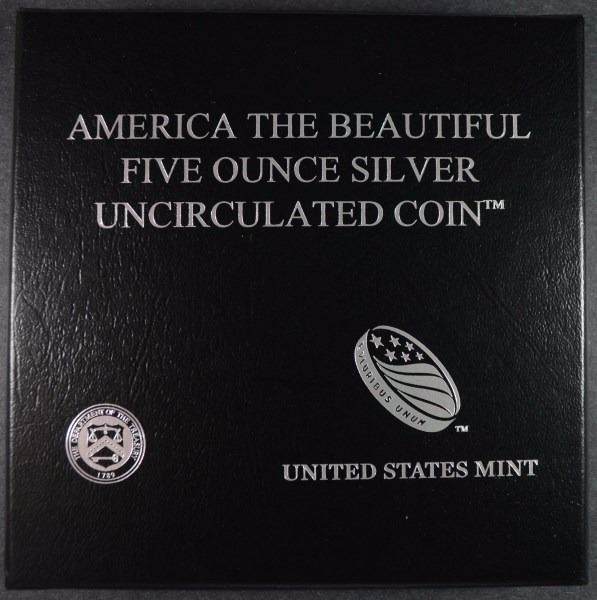 AMERICA THE BEAUTIFUL
FIVE OUNCE SILVER
UNCIRCULATED COIN™
E PLURIBUS UNUM
™
THE DEPARTMENT OF THE TREASURY
1789
UNITED STATES MINT